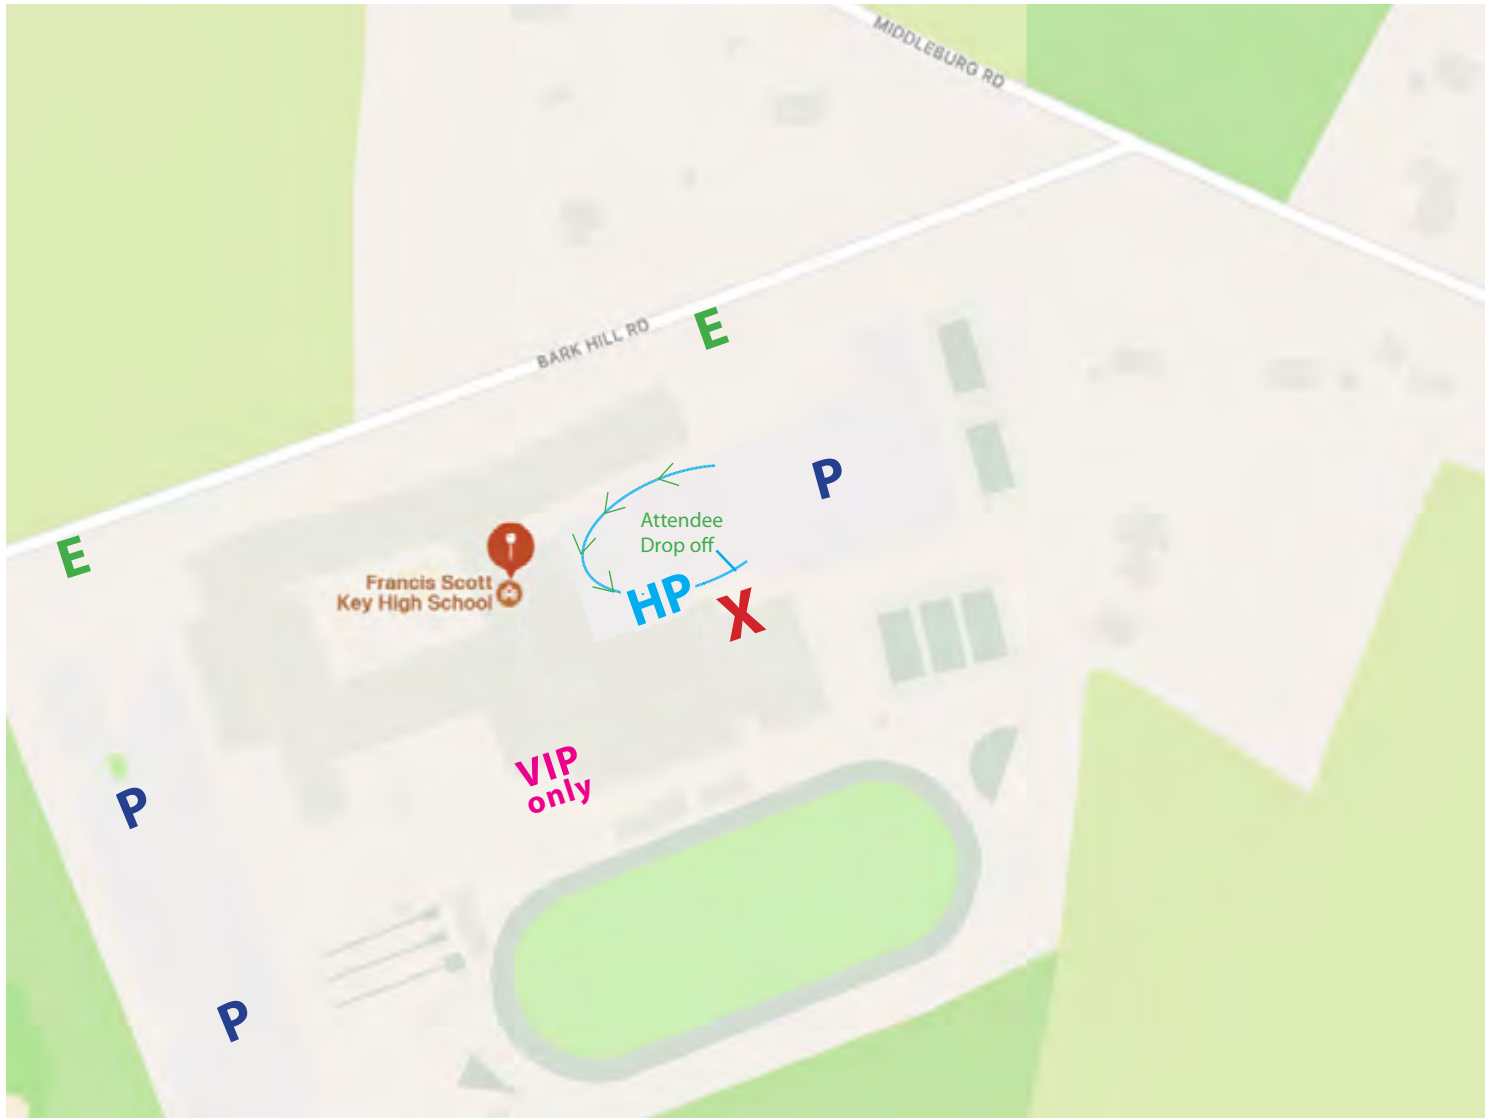 MIDDLEBURG RD
E
BARK HILL RD
P
Attendee
Drop off
E
Francis Scott
Key High School
HP
X
VIP
only
P
P